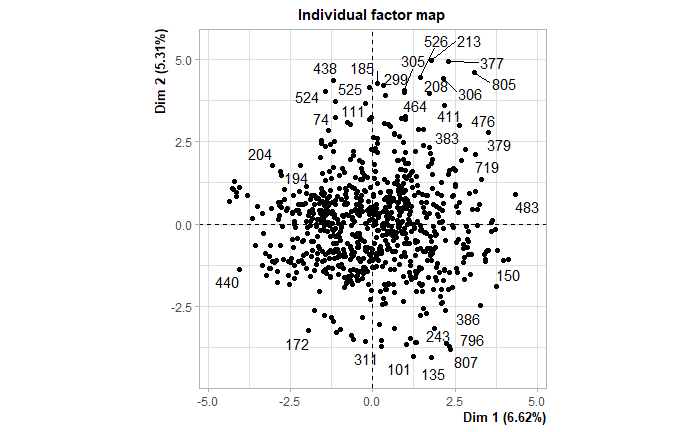 Individual factor map
Dim 2 (5.31%)
526 213
438 185 305 377
524 525 299 208 306 805
74 111 464 411 476
383 379
204 719
194
483
440 150
386
172 243 796
311 807
101 135
5.0
2.5
0.0
-2.5
-5.0 -2.5 0.0 2.5 5.0
Dim 1 (6.62%)